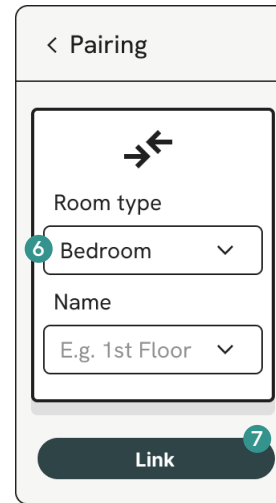 < Pairing
Room type
6 Bedroom
Name
E.g. 1st Floor
7
Link